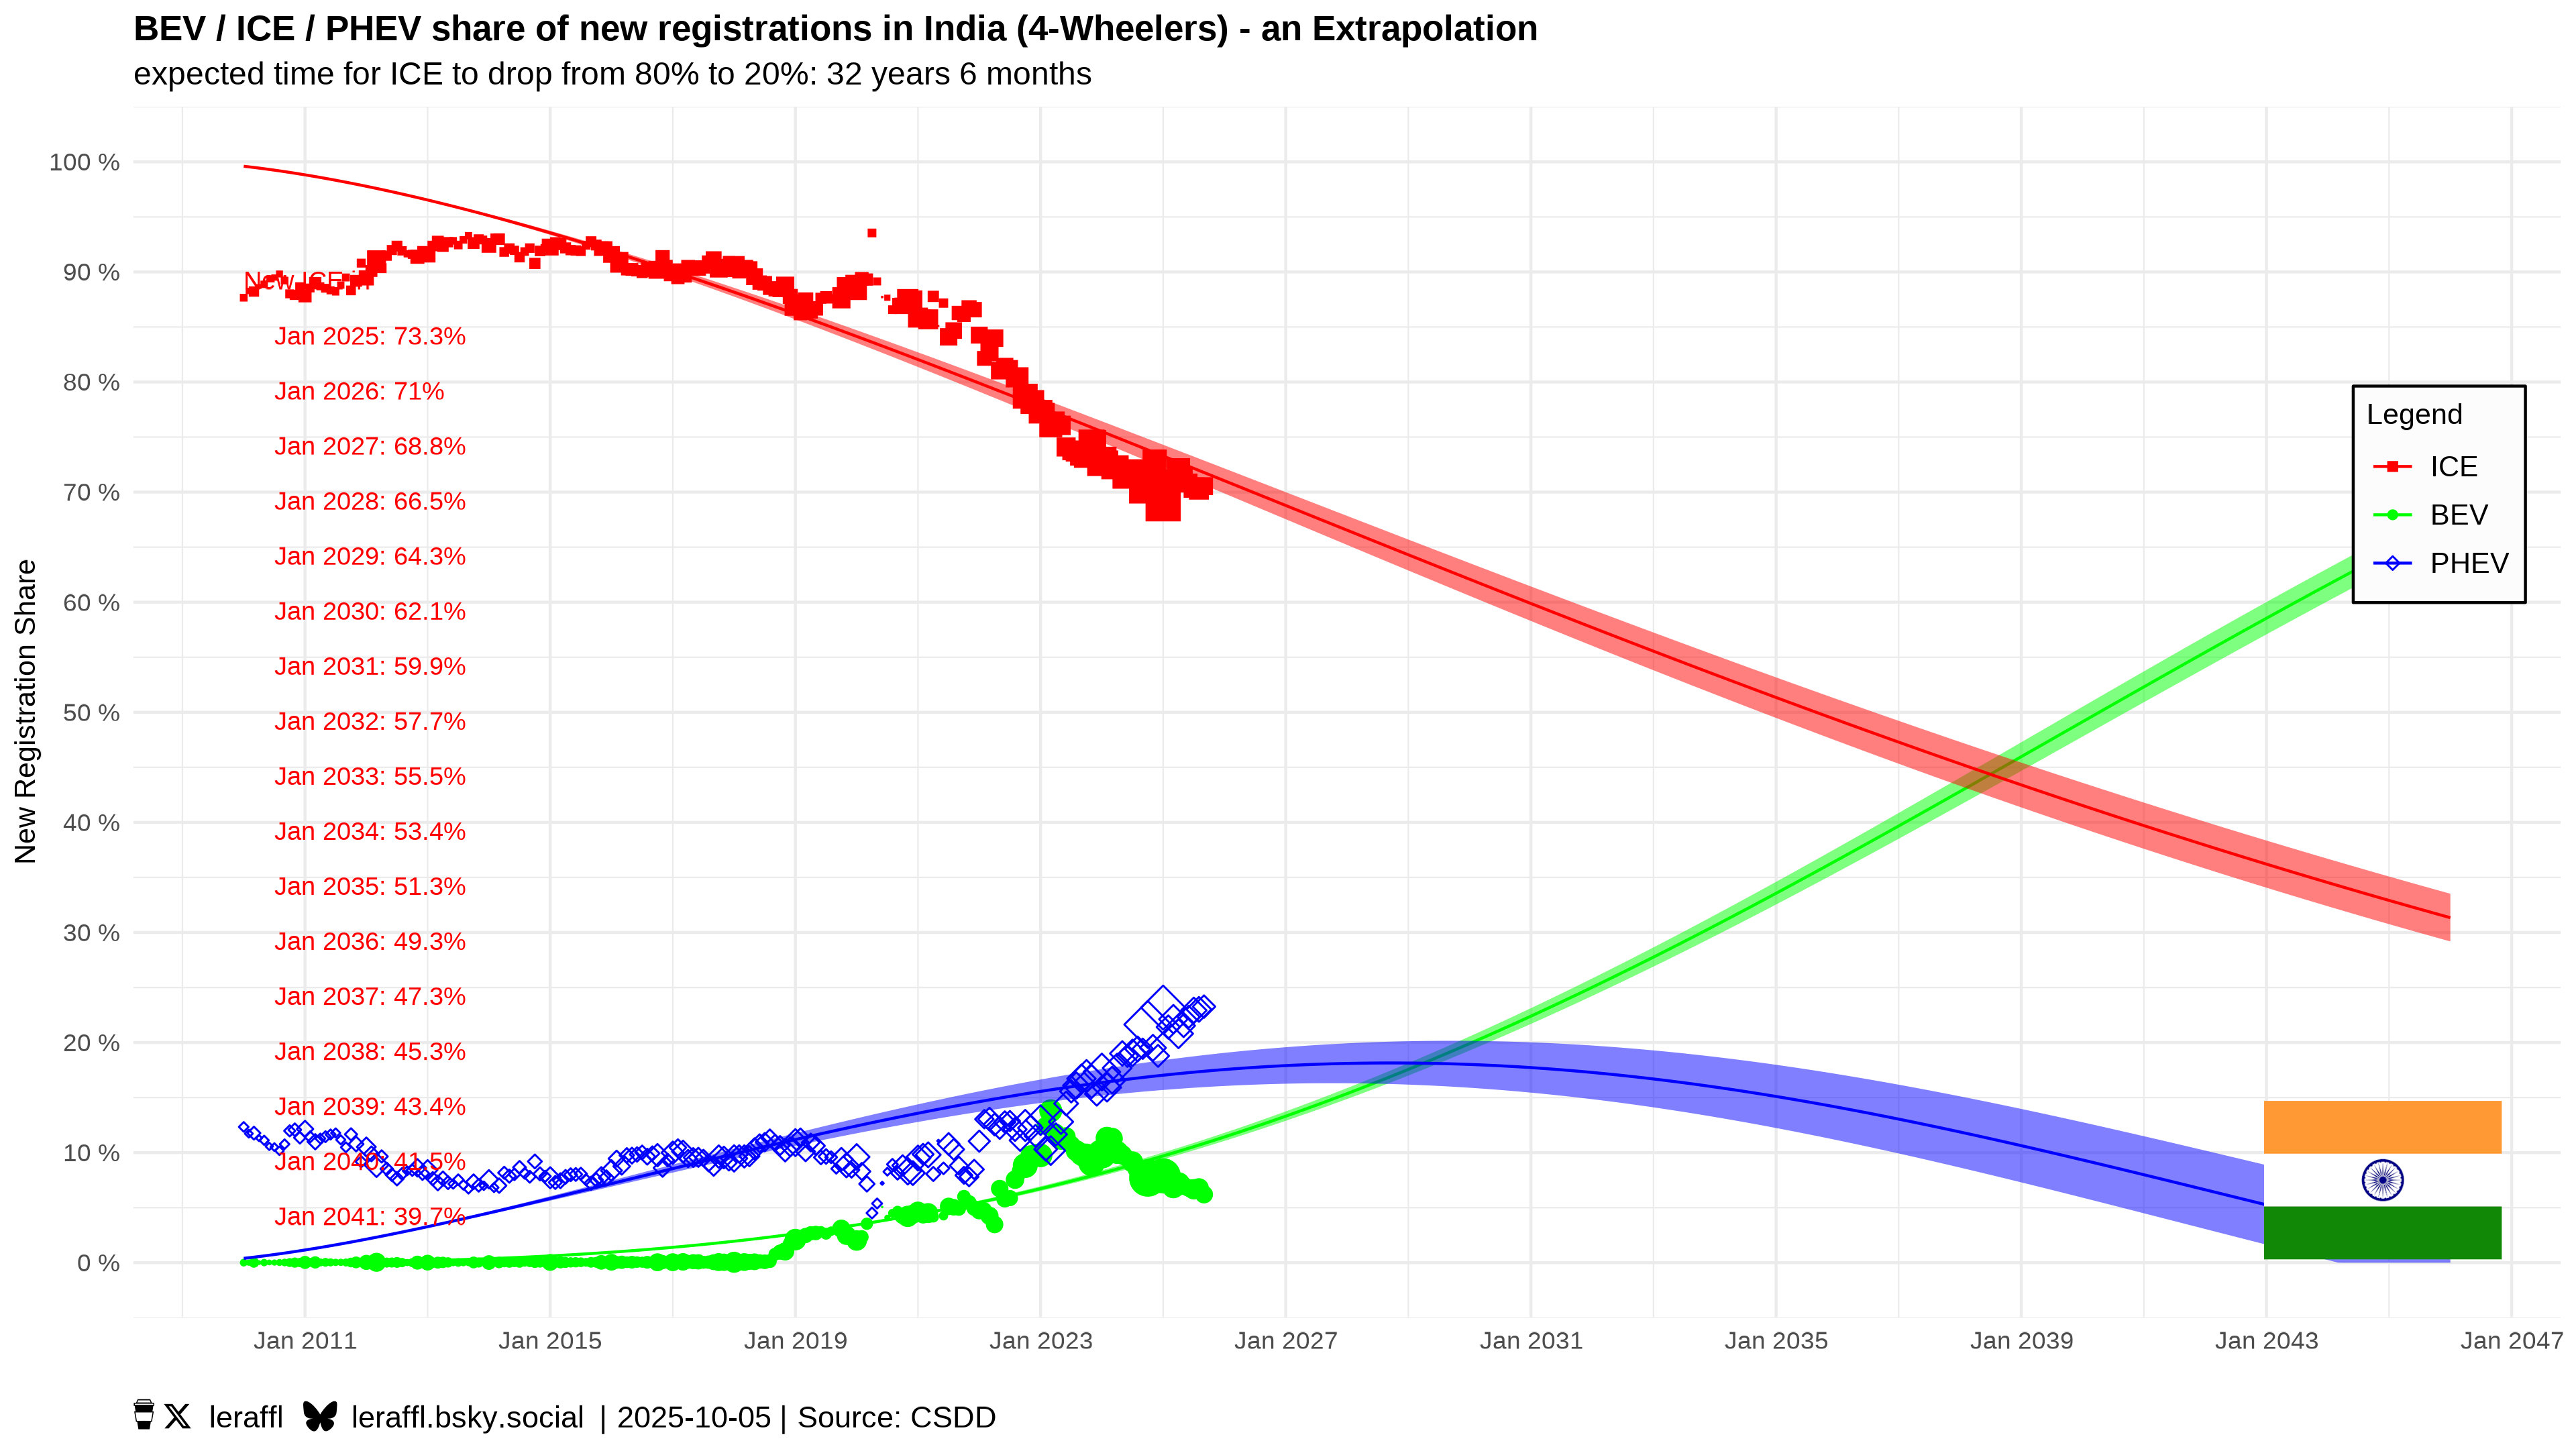 BEV / ICE / PHEV share of new registrations in India (4-Wheelers) - an Extrapolation
expected time for ICE to drop from 80% to 20%: 32 years 6 months
New Registration Share
100 %
90 %
80 %
70 %
60 %
50 %
40 %
30 %
20 %
10 %
0 %
New ICE in
Jan 2025: 73.3%
Jan 2026: 71%
Jan 2027: 68.8%
Jan 2028: 66.5%
Jan 2029: 64.3%
Jan 2030: 62.1%
Jan 2031: 59.9%
Jan 2032: 57.7%
Jan 2033: 55.5%
Jan 2034: 53.4%
Jan 2035: 51.3%
Jan 2036: 49.3%
Jan 2037: 47.3%
Jan 2038: 45.3%
Jan 2039: 43.4%
Jan 2040: 41.5%
Jan 2041: 39.7%
Legend
ICE
BEV
PHEV
Jan 2011 Jan 2015 Jan 2019 Jan 2023 Jan 2027 Jan 2031 Jan 2035 Jan 2039 Jan 2043 Jan 2047
leraffl leraffl.bsky.social | 2025-10-05 | Source: CSDD